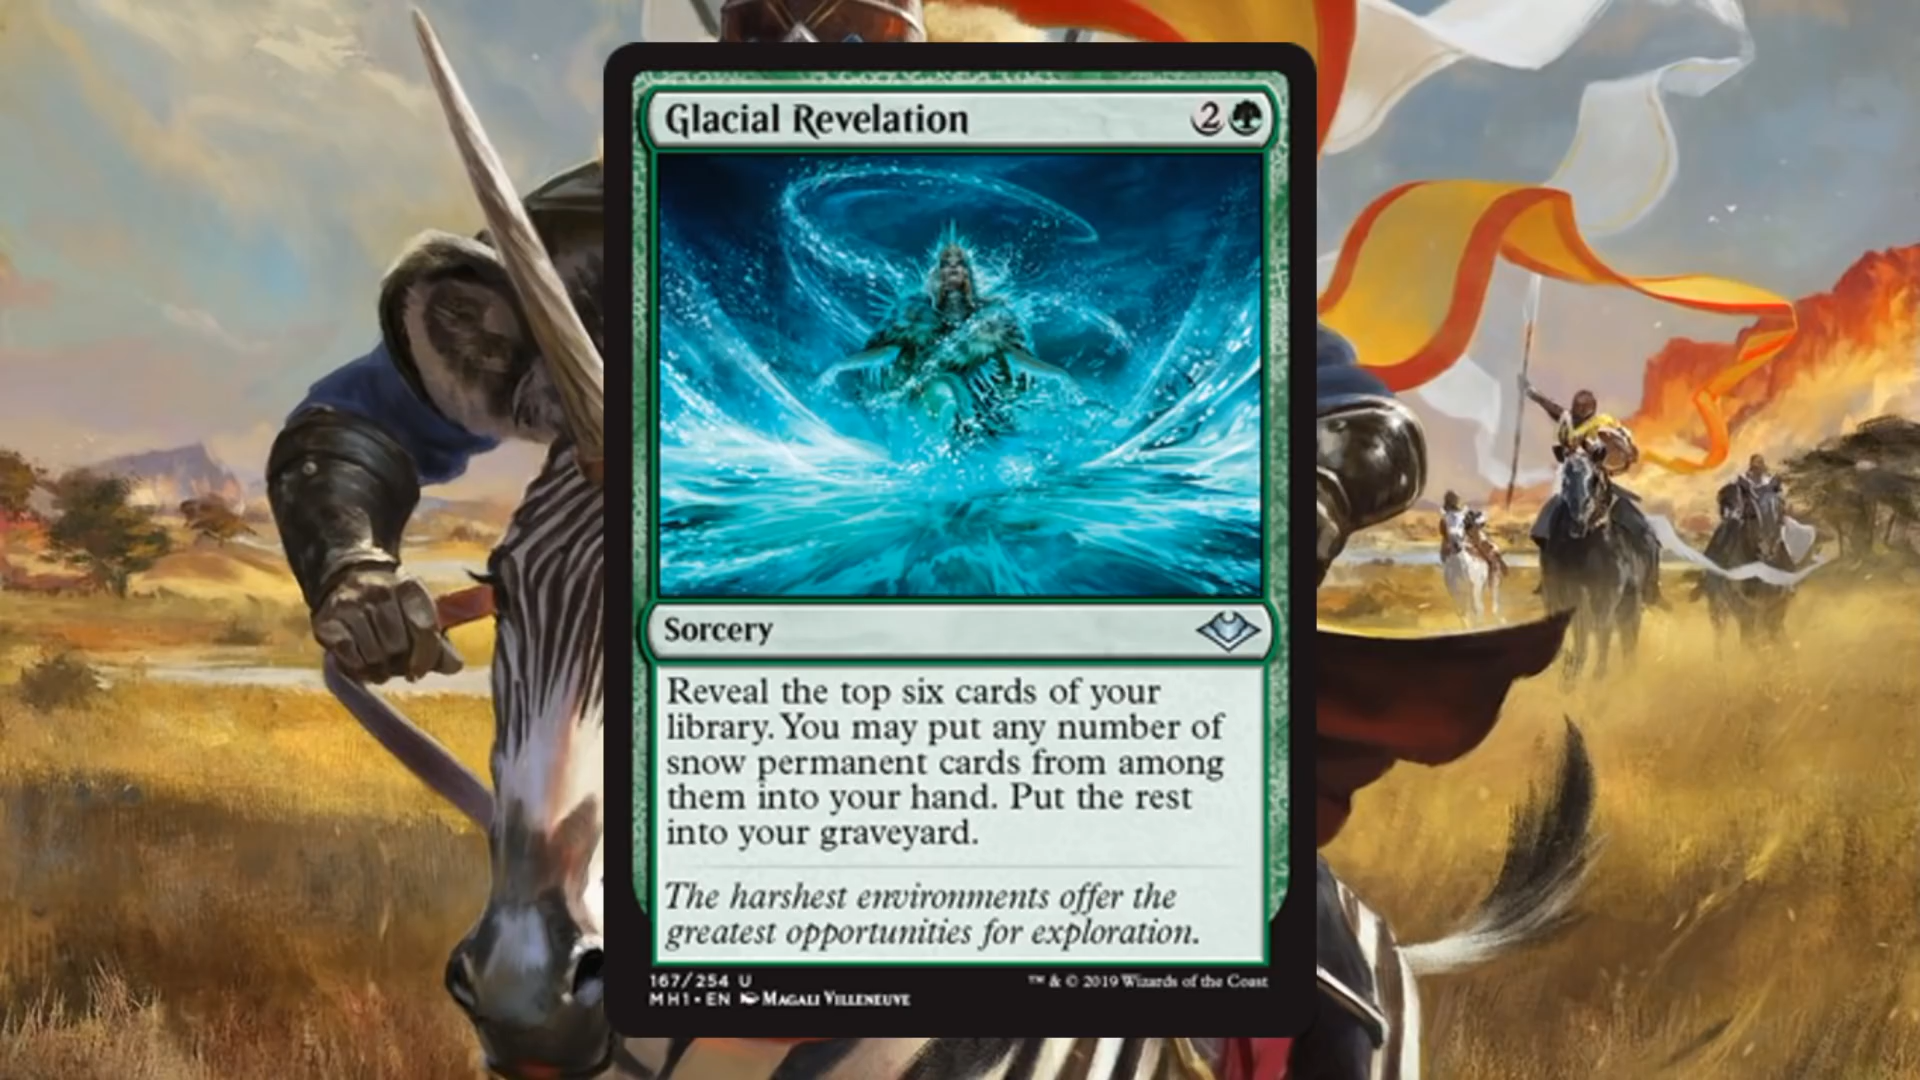 Glacial Revelation 2
Sorcery
Reveal the top six cards of your
library. You may put any number of
snow permanent cards from among
them into your hand. Put the rest
into your graveyard.
The harshest environments offer the
greatest opportunities for exploration.
167/254 U
™ & © 2019 Wizards of the Coast
MH1 • EN Magali Villeneuve